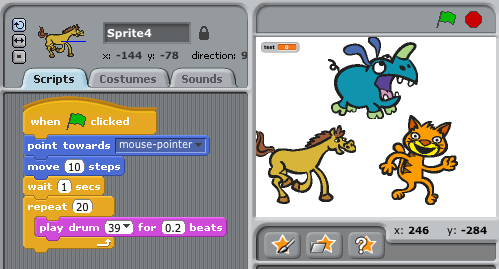 Sprite4
x: -144 y: -78 direction: 9
Scripts Costumes Sounds
when clicked
point towards mouse-pointer
move 10 steps
wait 1 secs
repeat 20
play drum 39 for 0.2 beats
test 0
x: 246 y: -284